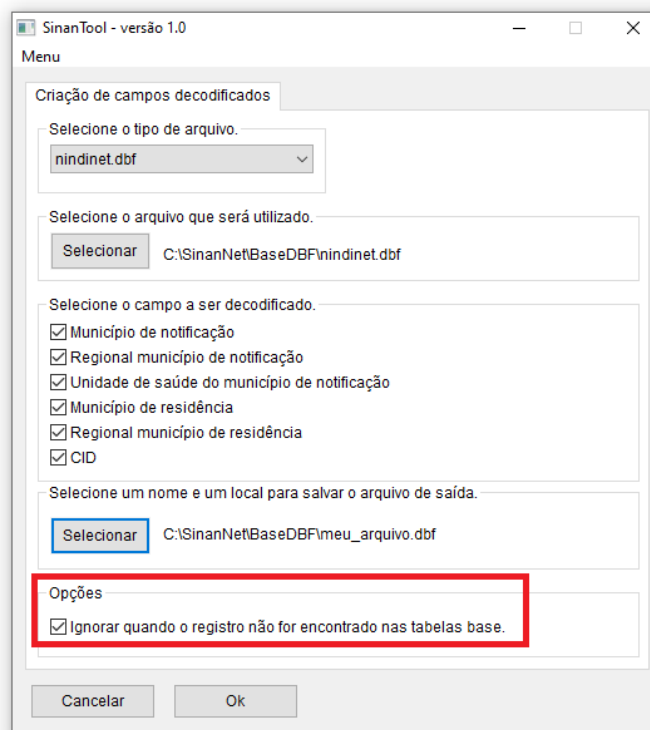 SinanTool - versão 1.0
Menu
Criação de campos decodificados
Selecione o tipo de arquivo.
nindinet.dbf
Selecione o arquivo que será utilizado.
Selecionar C:\SinanNet\BaseDBF\nindinet.dbf
Selecione o campo a ser decodificado.
Município de notificação
Regional município de notificação
Unidade de saúde do município de notificação
Município de residência
Regional município de residência
CID
Selecione um nome e um local para salvar o arquivo de saída.
Selecionar C:\SinanNet\BaseDBF\meu_arquivo.dbf
Opções
Ignorar quando o registro não for encontrado nas tabelas base.
Cancelar Ok